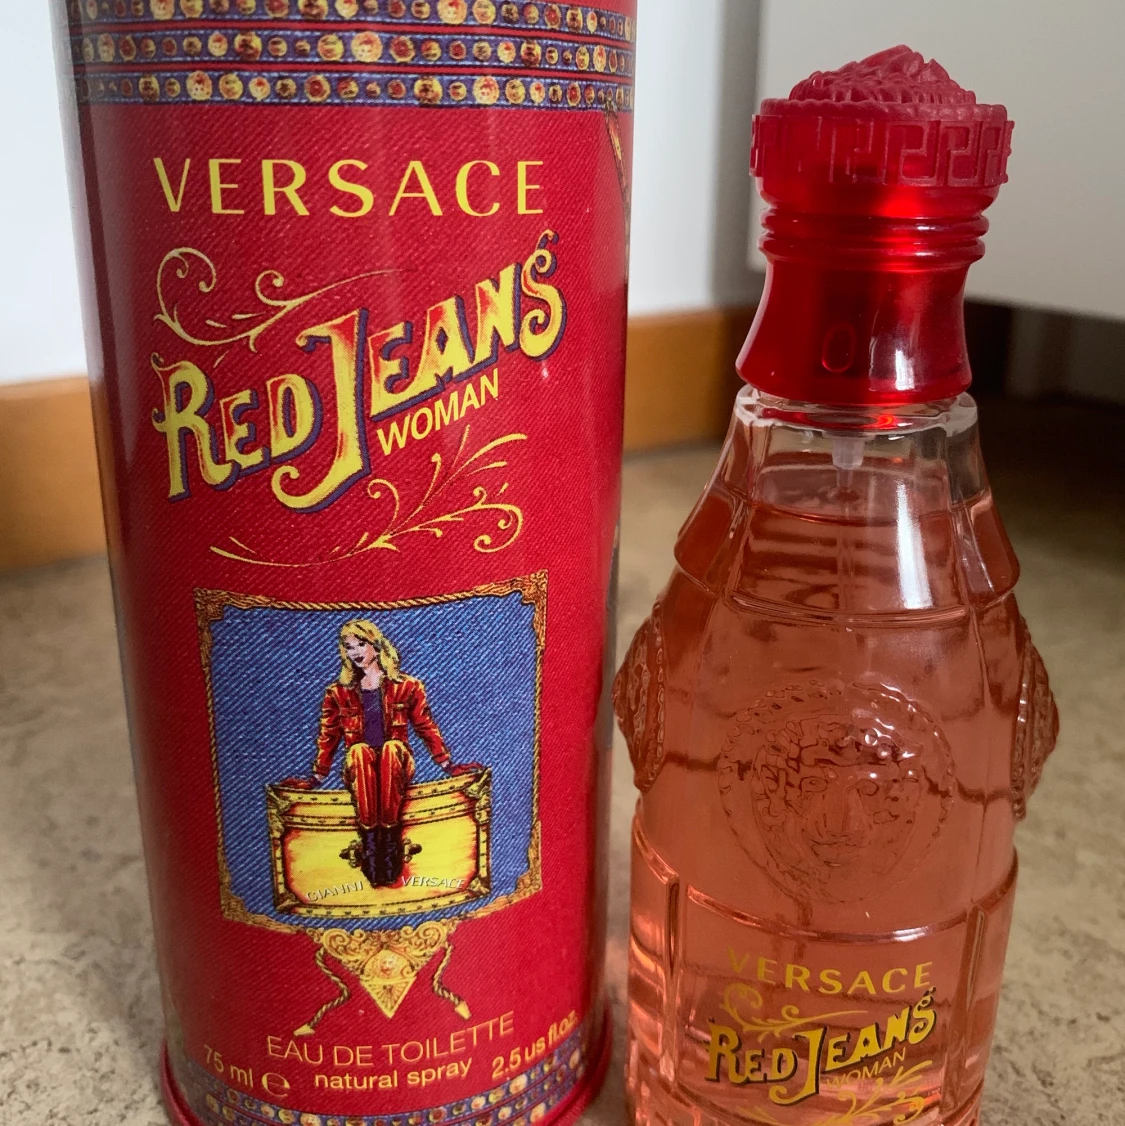 VERSACE
RED JEANS
WOMAN
GIANNI VERSACE
EAU DE TOILETTE
75 ml ℮ natural spray 2.5 us fl.oz.
VERSACE
RED JEANS
WOMAN